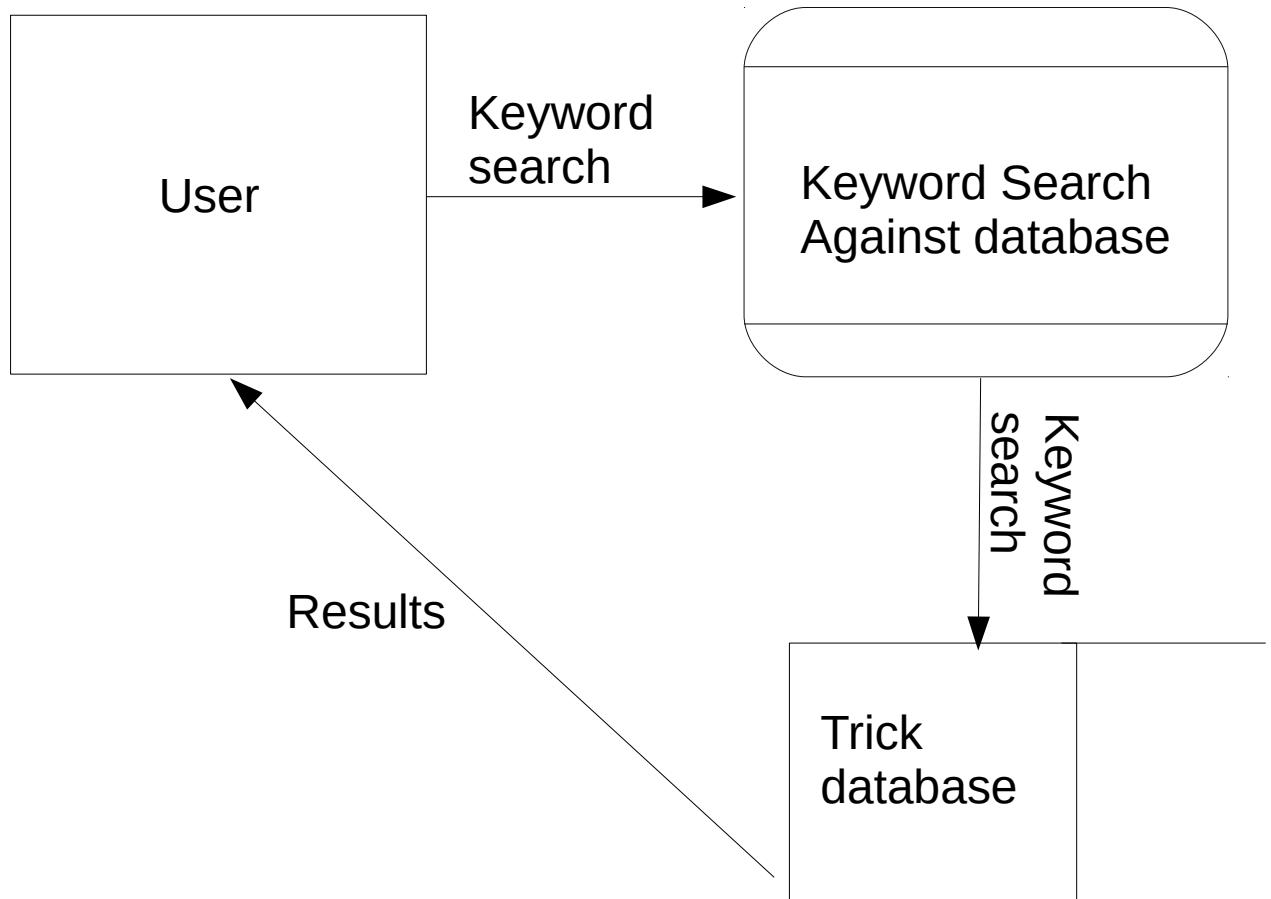 User
Keyword
search
Keyword Search
Against database
Keyword
search
Results
Trick
database